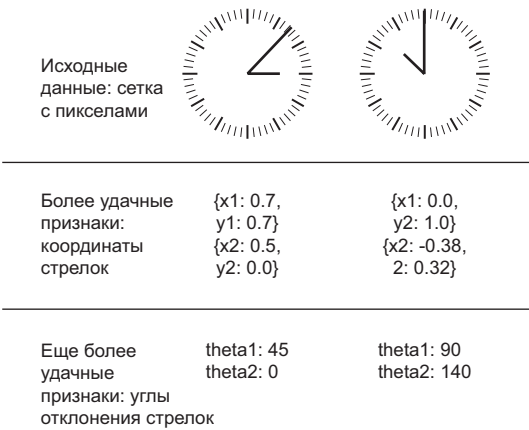 Исходные
данные: сетка
с пикселами
Более удачные
признаки:
координаты
стрелок
{x1: 0.7,
y1: 0.7}
{x2: 0.5,
y2: 0.0}
{x1: 0.0,
y2: 1.0}
{x2: -0.38,
2: 0.32}
Еще более
удачные
признаки: углы
отклонения стрелок
theta1: 45
theta2: 0
theta1: 90
theta2: 140